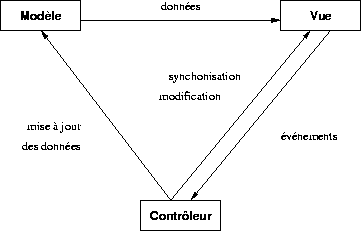 données
Modèle
Vue
synchonisation
modification
mise à jour
des données
événements
Contrôleur